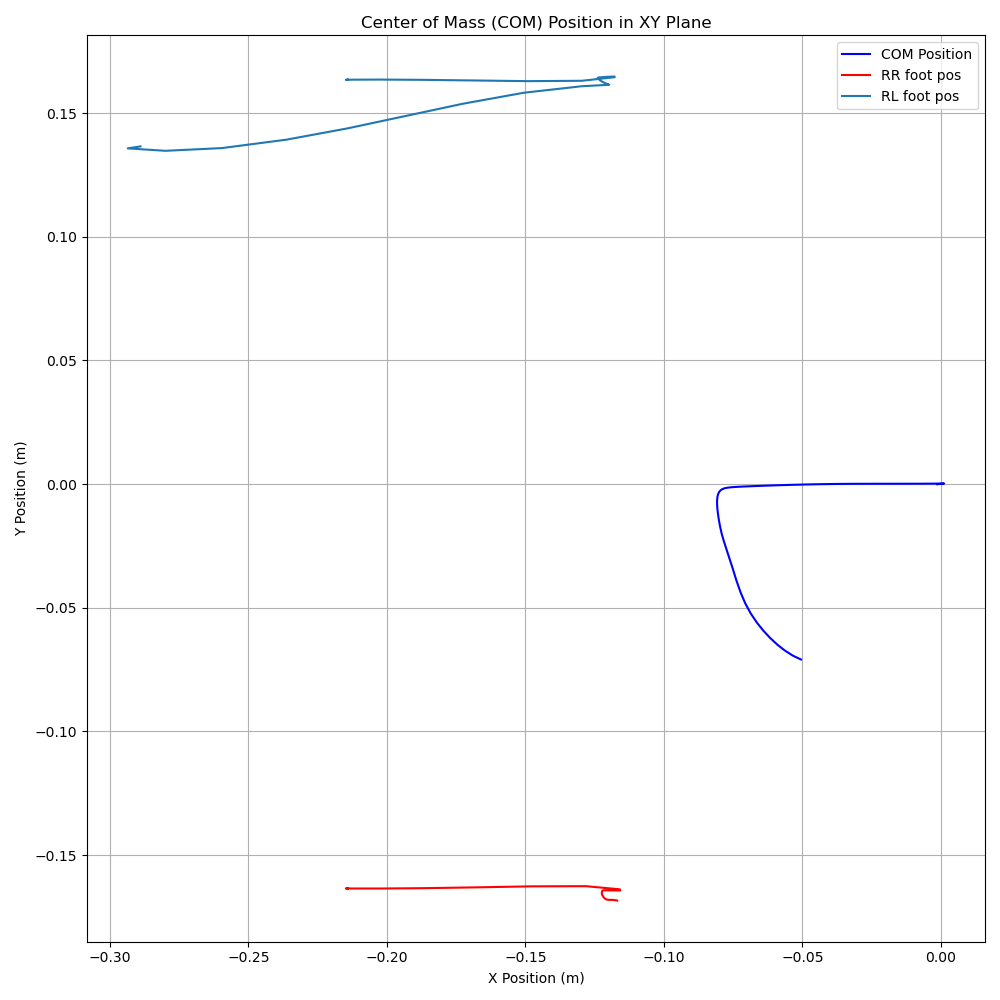 Center of Mass (COM) Position in XY Plane
COM Position
RR foot pos
RL foot pos
0.15
0.10
0.05
0.00
−0.05
−0.10
−0.15
Y Position (m)
−0.30
−0.25
−0.20
−0.15
−0.10
−0.05
0.00
X Position (m)